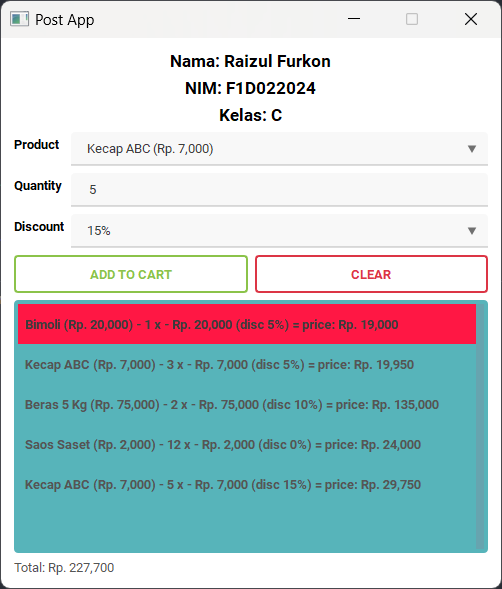 Post App
Nama: Raizul Furkon
NIM: F1D022024
Kelas: C
Product
Kecap ABC (Rp. 7,000)
Quantity
5
Discount
15%
ADD TO CART
CLEAR
Bimoli (Rp. 20,000) - 1 x - Rp. 20,000 (disc 5%) = price: Rp. 19,000
Kecap ABC (Rp. 7,000) - 3 x - Rp. 7,000 (disc 5%) = price: Rp. 19,950
Beras 5 Kg (Rp. 75,000) - 2 x - Rp. 75,000 (disc 10%) = price: Rp. 135,000
Saos Saset (Rp. 2,000) - 12 x - Rp. 2,000 (disc 0%) = price: Rp. 24,000
Kecap ABC (Rp. 7,000) - 5 x - Rp. 7,000 (disc 15%) = price: Rp. 29,750
Total: Rp. 227,700